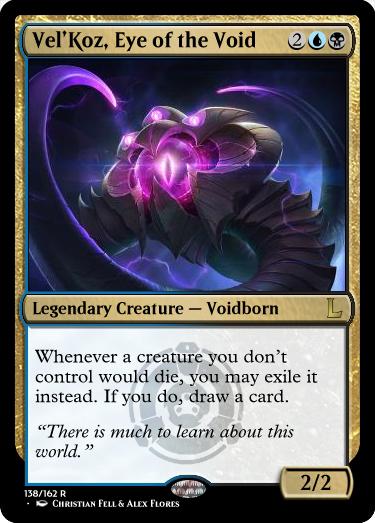 Vel'Koz, Eye of the Void 2
Legendary Creature — Voidborn L
Whenever a creature you don't
control would die, you may exile it
instead. If you do, draw a card.
"There is much to learn about this
world."
2/2
138/162 R
· Christian Fell & Alex Flores